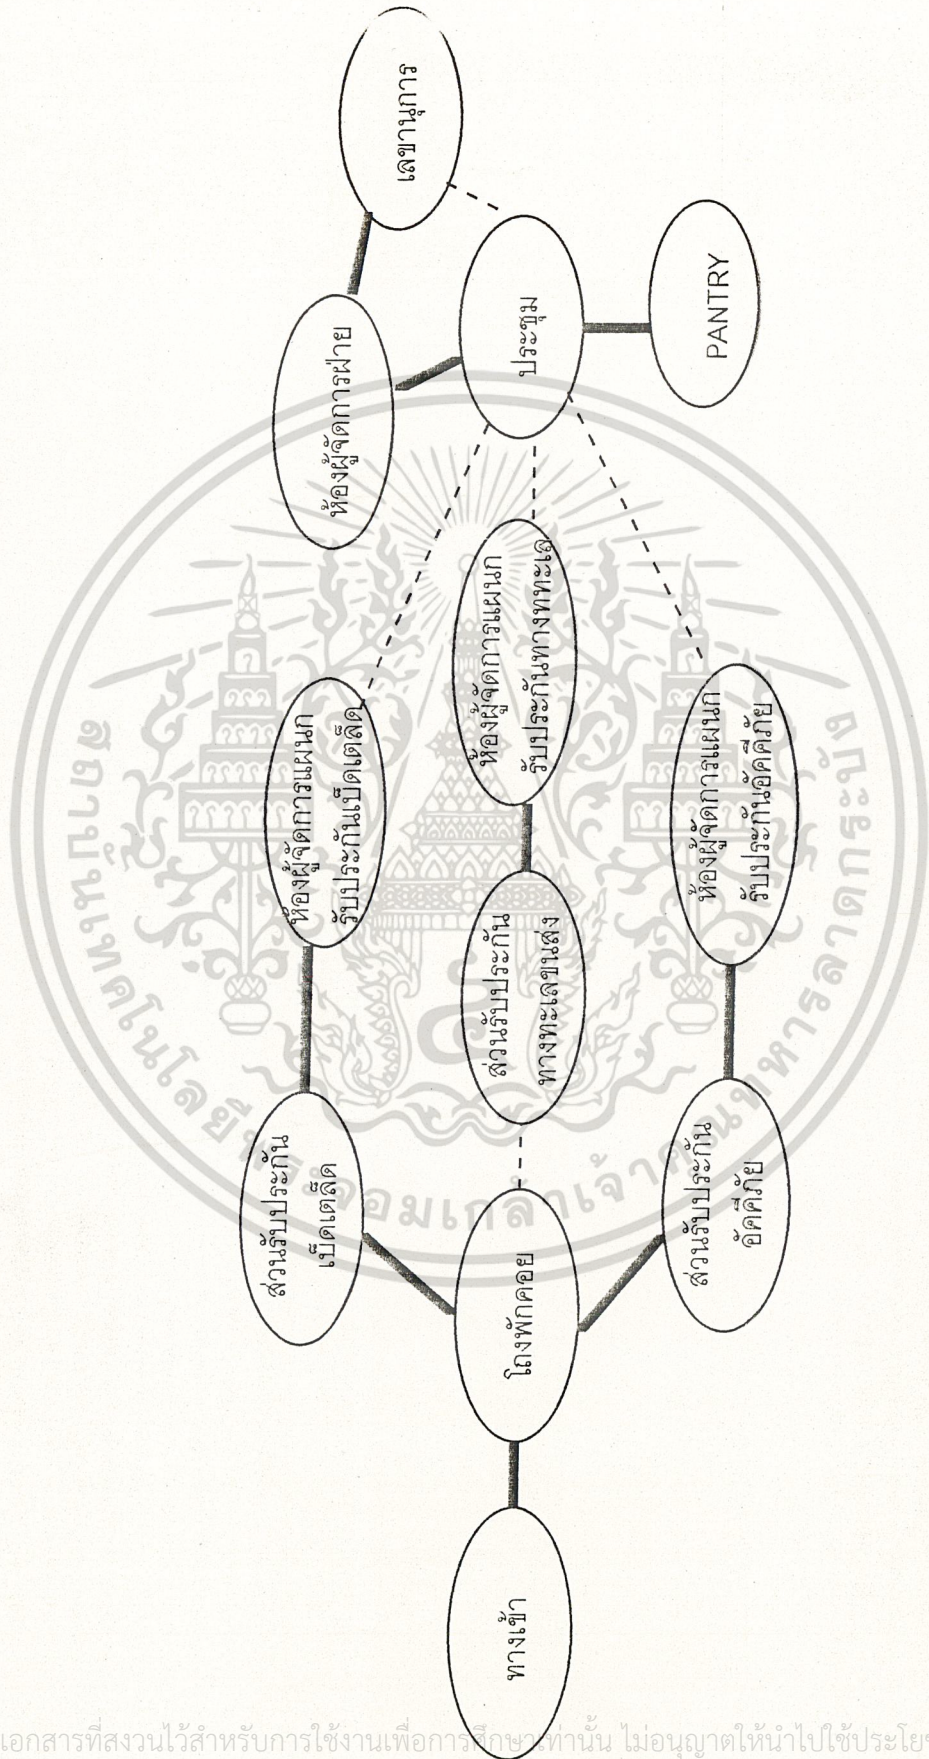 ทางเข้า
โถงพักคอย
ส่วนรับประกัน
เบ็ดเตล็ด
ส่วนรับประกัน
ทางทะเลขนส่ง
ส่วนรับประกัน
อัคคีภัย
ห้องผู้จัดการแผนก
รับประกันเบ็ดเตล็ด
ห้องผู้จัดการแผนก
รับประกันทางททะเล
ห้องผู้จัดการแผนก
รับประกันอัคคีภัย
ห้องผู้จัดการฝ่าย
ประชุม
เลขานุการ
PANTRY
สถาบันเทคโนโลยีพระจอมเกล้าเจ้าคุณทหารลาดกระบัง
เอกสารที่สงวนไว้สำหรับการใช้งานเพื่อการศึกษาเท่านั้น ไม่อนุญาตให้นำไปใช้ประโยช